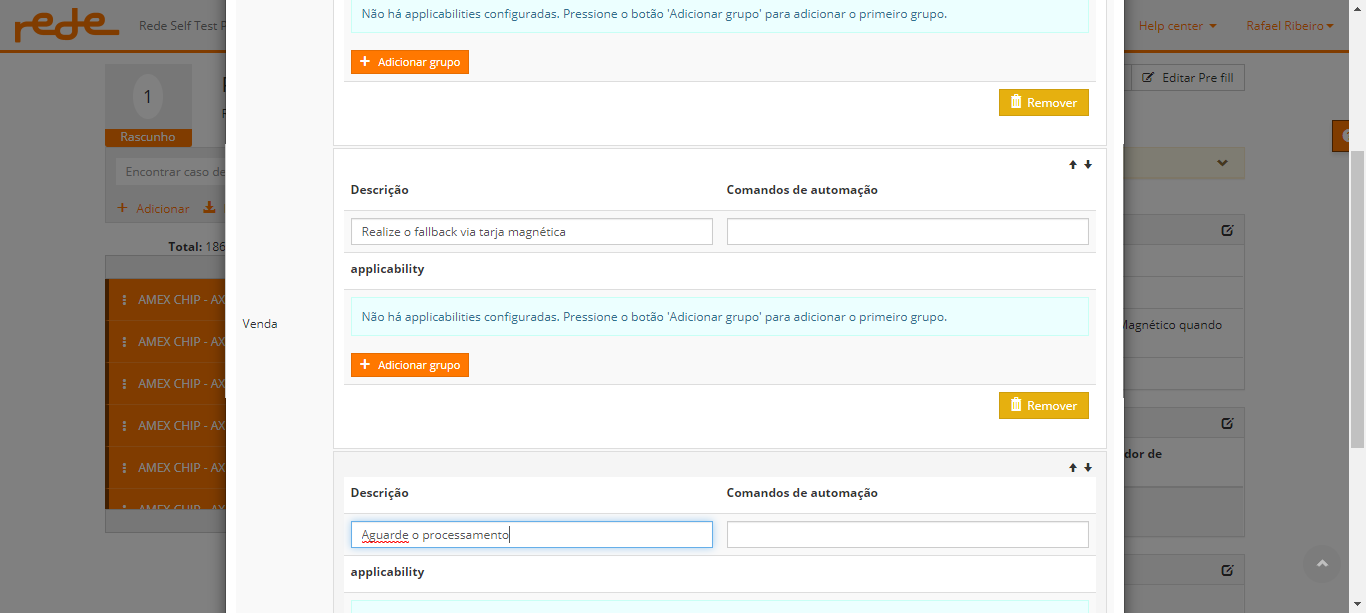 rede
Rede Self Test
Help center
Rafael Ribeiro
1
Rascunho
Editar Pre fill
Encontrar caso de
Adicionar
Total: 186
AMEX CHIP - AX
AMEX CHIP - AX
AMEX CHIP - AX
AMEX CHIP - AX
AMEX CHIP - AX
AMEX CHIP - AX
Não há applicabilities configuradas. Pressione o botão 'Adicionar grupo' para adicionar o primeiro grupo.
Adicionar grupo
Remover
Descrição
Comandos de automação
Realize o fallback via tarja magnética
applicability
Não há applicabilities configuradas. Pressione o botão 'Adicionar grupo' para adicionar o primeiro grupo.
Venda
Magnético quando
Adicionar grupo
Remover
dor de
Descrição
Comandos de automação
Aguarde o processamento
applicability